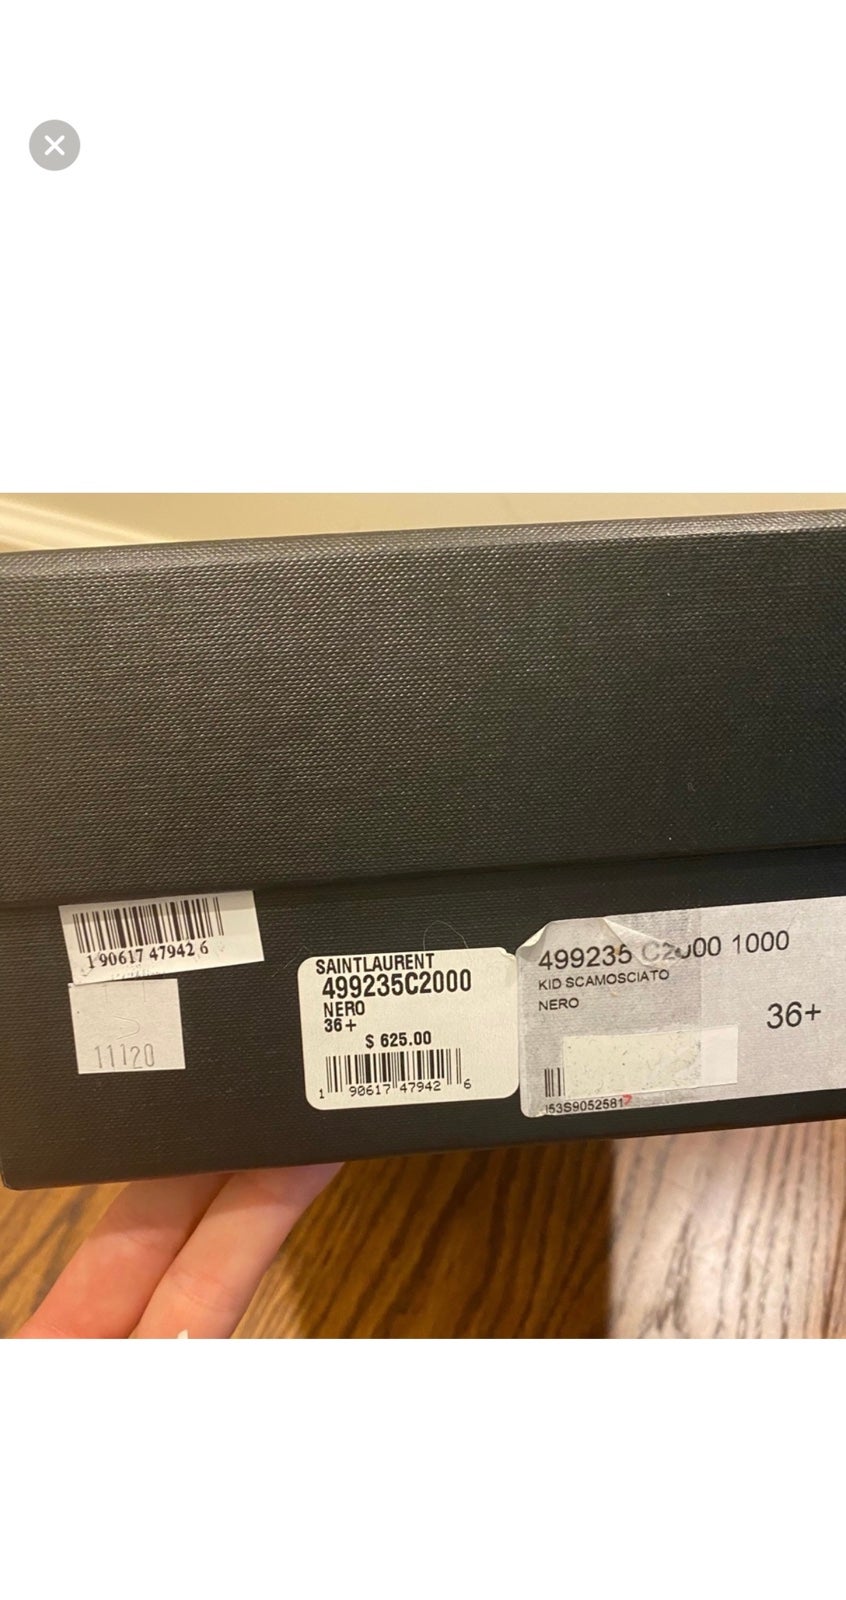 1 90617 47942 6
11120
SAINTLAURENT
499235C2000
NERO
36+
$ 625.00
1 90617 47942 6
499235 C2000 1000
KID SCAMOSCIATO
NERO
36+